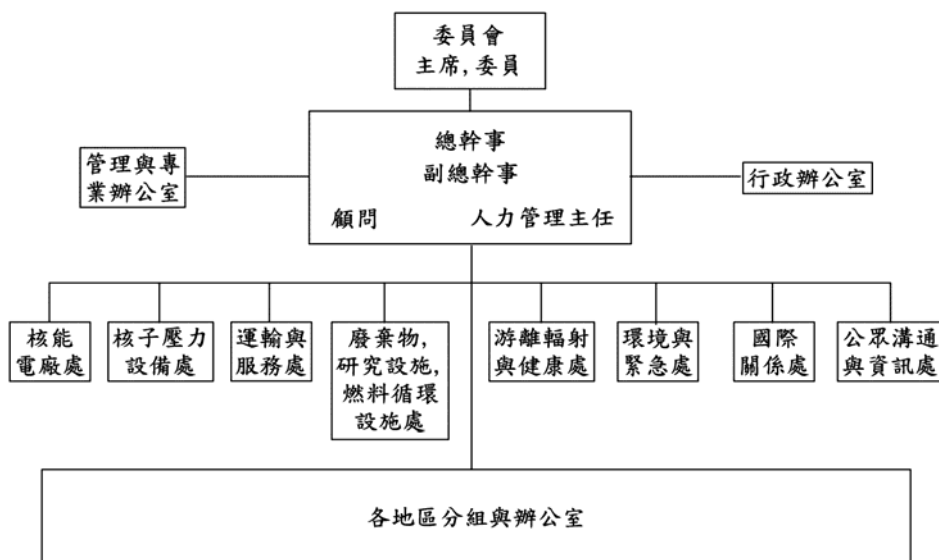 委員會
主席,委員
總幹事
副總幹事
顧問 人力管理主任
管理與專
業辦公室
行政辦公室
核能
電廠處
核子壓力
設備處
運輸與
服務處
廢棄物,
研究設施,
燃料循環
設施處
游離輻射
與健康處
環境與
緊急處
國際
關係處
公眾溝通
與資訊處
各地區分組與辦公室